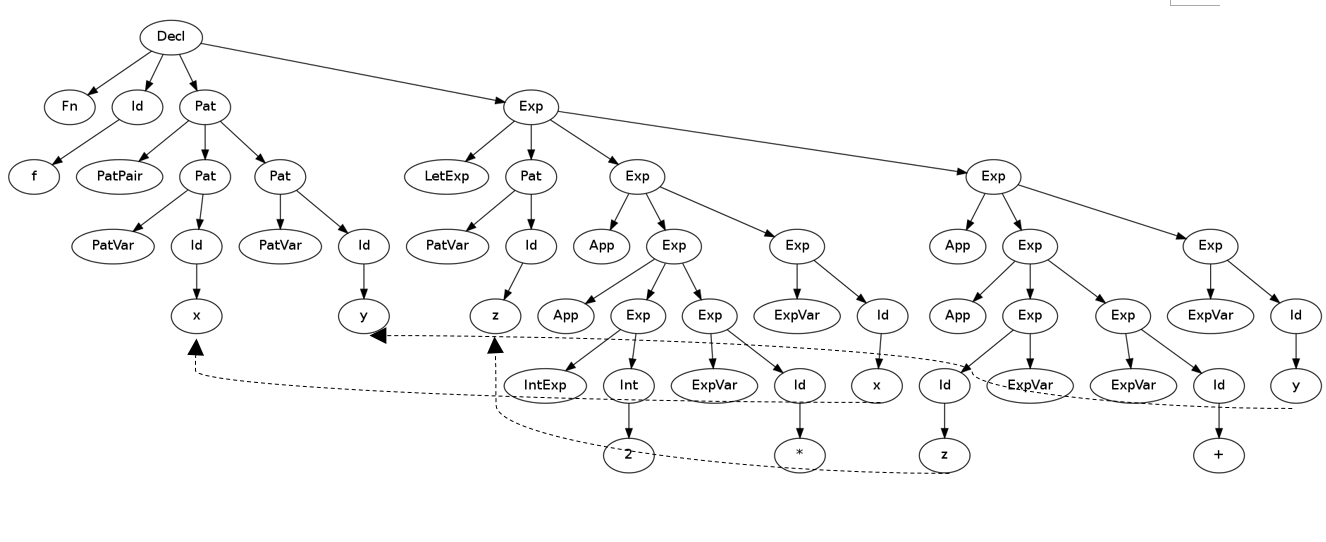 Decl
Fn Id Pat Exp
f PatPair Pat Pat LetExp Pat Exp Exp
PatVar Id PatVar Id PatVar Id App Exp Exp App Exp Exp
x y z App Exp Exp ExpVar Id App Exp Exp ExpVar Id
IntExp Int ExpVar Id x Id ExpVar ExpVar Id y
2 * z +